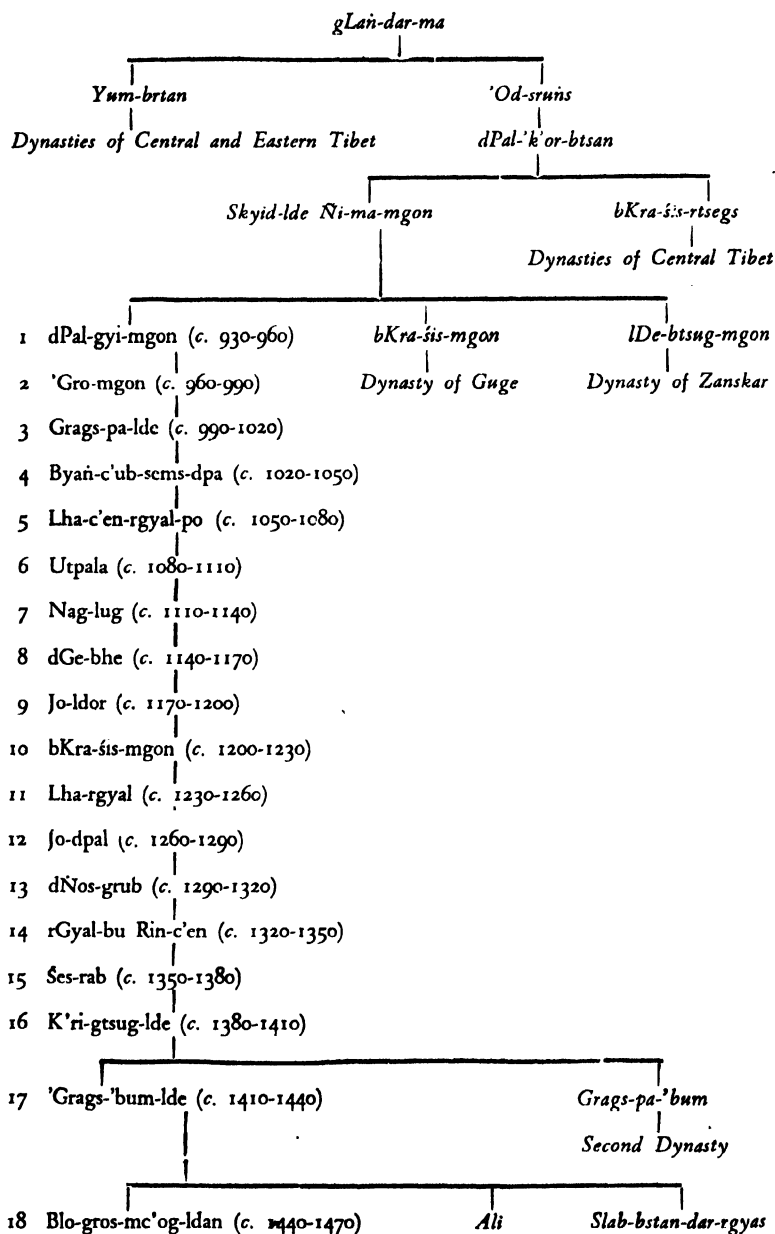 gLaṅ-dar-ma
Yum-brtan 'Od-sruṅs
Dynasties of Central and Eastern Tibet dPal-'k'or-btsan
Skyid-lde Ñi-ma-mgon bKra-śis-rtsegs
Dynasties of Central Tibet
1 dPal-gyi-mgon (c. 930-960) bKra-śis-mgon lDe-btsug-mgon
2 'Gro-mgon (c. 960-990) Dynasty of Guge Dynasty of Zanskar
3 Grags-pa-lde (c. 990-1020)
4 Byaṅ-c'ub-sems-dpa (c. 1020-1050)
5 Lha-c'en-rgyal-po (c. 1050-1080)
6 Utpala (c. 1080-1110)
7 Nag-lug (c. 1110-1140)
8 dGe-bhe (c. 1140-1170)
9 Jo-ldor (c. 1170-1200)
10 bKra-śis-mgon (c. 1200-1230)
11 Lha-rgyal (c. 1230-1260)
12 Jo-dpal (c. 1260-1290)
13 dṄos-grub (c. 1290-1320)
14 rGyal-bu Rin-c'en (c. 1320-1350)
15 Śes-rab (c. 1350-1380)
16 K'ri-gtsug-lde (c. 1380-1410)
17 'Grags-'bum-lde (c. 1410-1440) Grags-pa-'bum
Second Dynasty
18 Blo-gros-mc'og-ldan (c. 1440-1470) Ali Slab-bstan-dar-rgyas